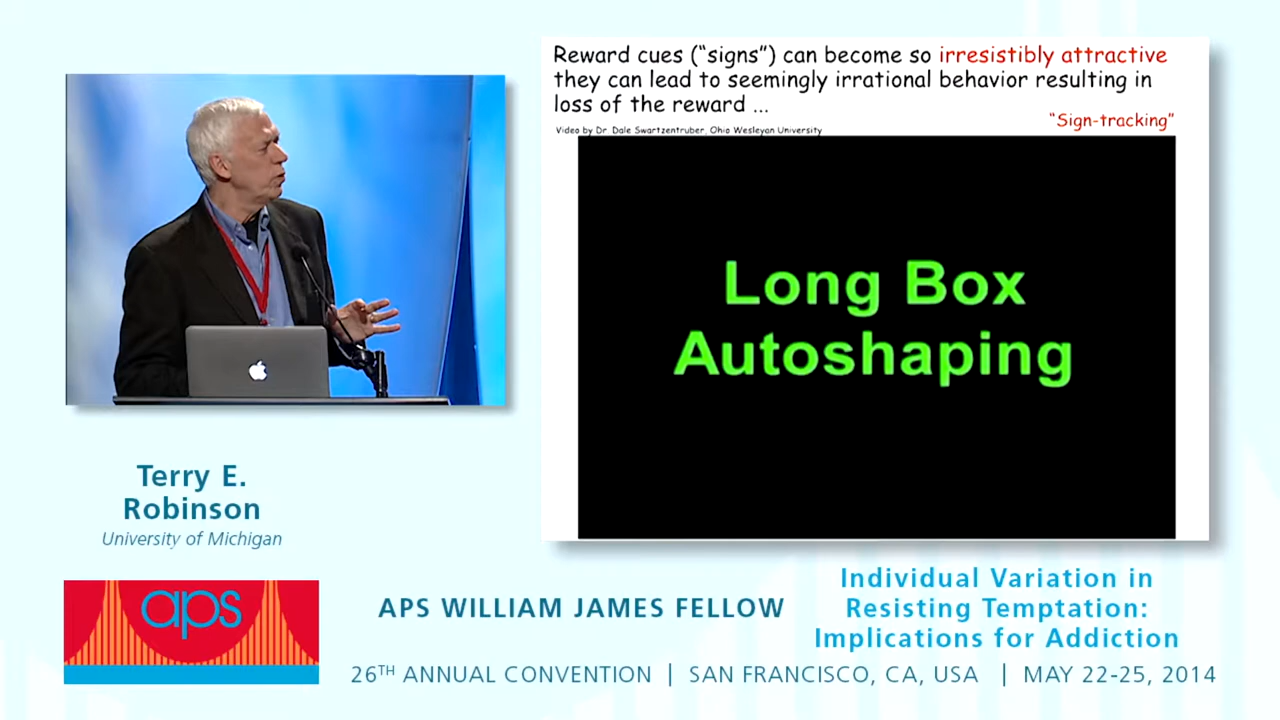 Reward cues (“signs”) can become so irresistibly attractive
they can lead to seemingly irrational behavior resulting in
loss of the reward ...
“Sign-tracking”
Video by Dr. Dale Swartzentruber, Ohio Wesleyan University
Long Box
Autoshaping
Terry E.
Robinson
University of Michigan
aps
APS WILLIAM JAMES FELLOW
Individual Variation in
Resisting Temptation:
Implications for Addiction
26TH ANNUAL CONVENTION | SAN FRANCISCO, CA, USA | MAY 22-25, 2014